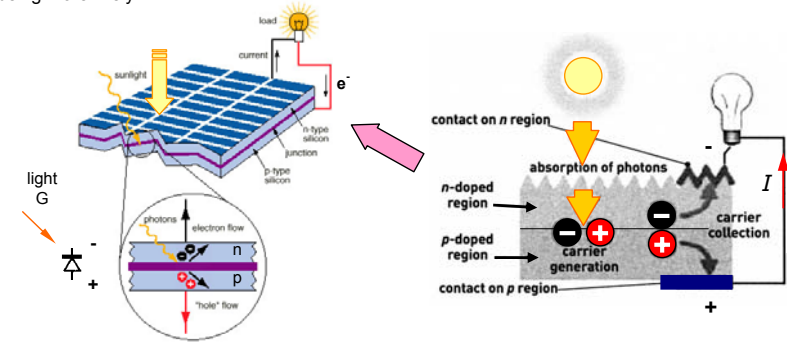 load
current
sunlight
e-
n-type
silicon
junction
p-type
silicon
light
G
-
+
photons
electron flow
n
p
"hole" flow
contact on n region
-
absorption of photons
I
n-doped
region
carrier
collection
p-doped
region
carrier
generation
contact on p region
+